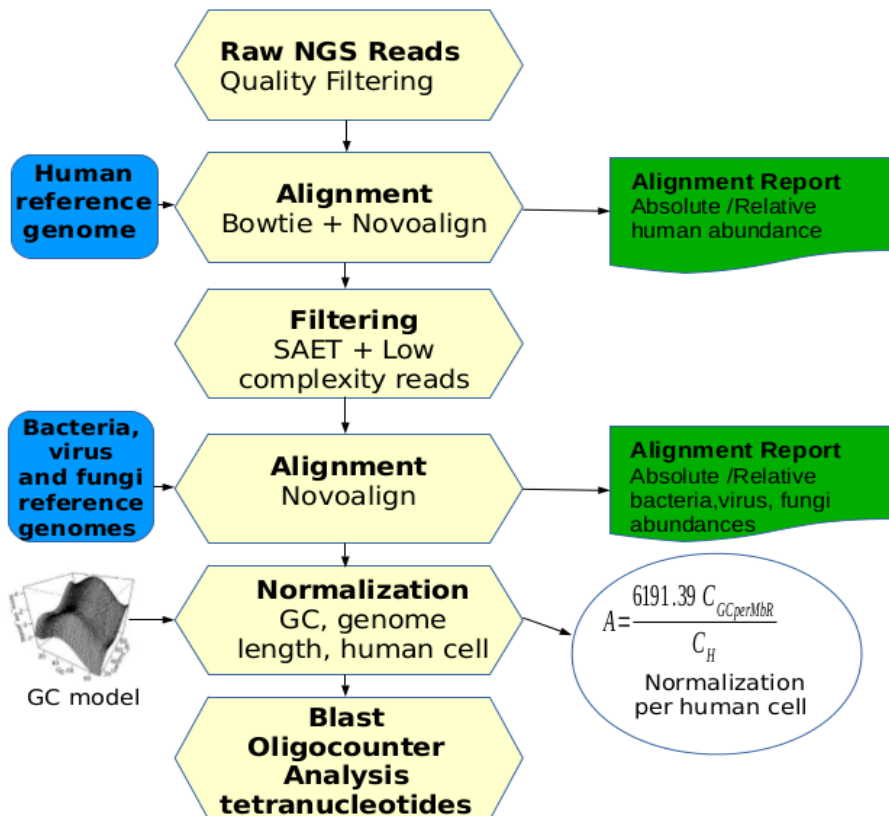 Raw NGS Reads
Quality Filtering
Human
reference
genome
Alignment
Bowtie + Novoalign
Alignment Report
Absolute /Relative
human abundance
Filtering
SAET + Low
complexity reads
Bacteria,
virus
and fungi
reference
genomes
Alignment
Novoalign
Alignment Report
Absolute /Relative
bacteria,virus, fungi
abundances
GC model
Normalization
GC, genome
length, human cell
A=6191.39 C_GCperMbR / C_H
Normalization
per human cell
Blast
Oligocounter
Analysis
tetranucleotides